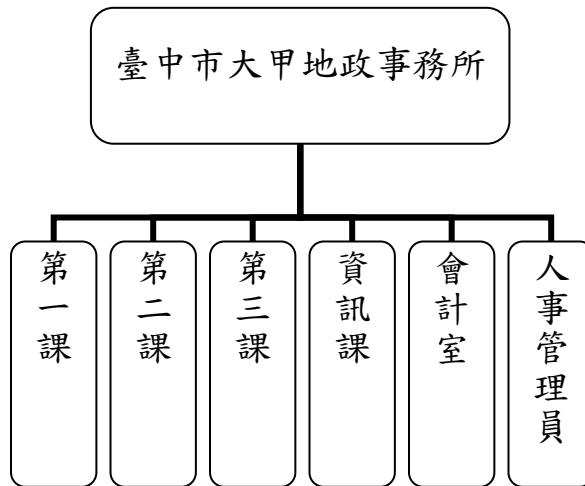 臺中市大甲地政事務所
第一課
第二課
第三課
資訊課
會計室
人事管理員